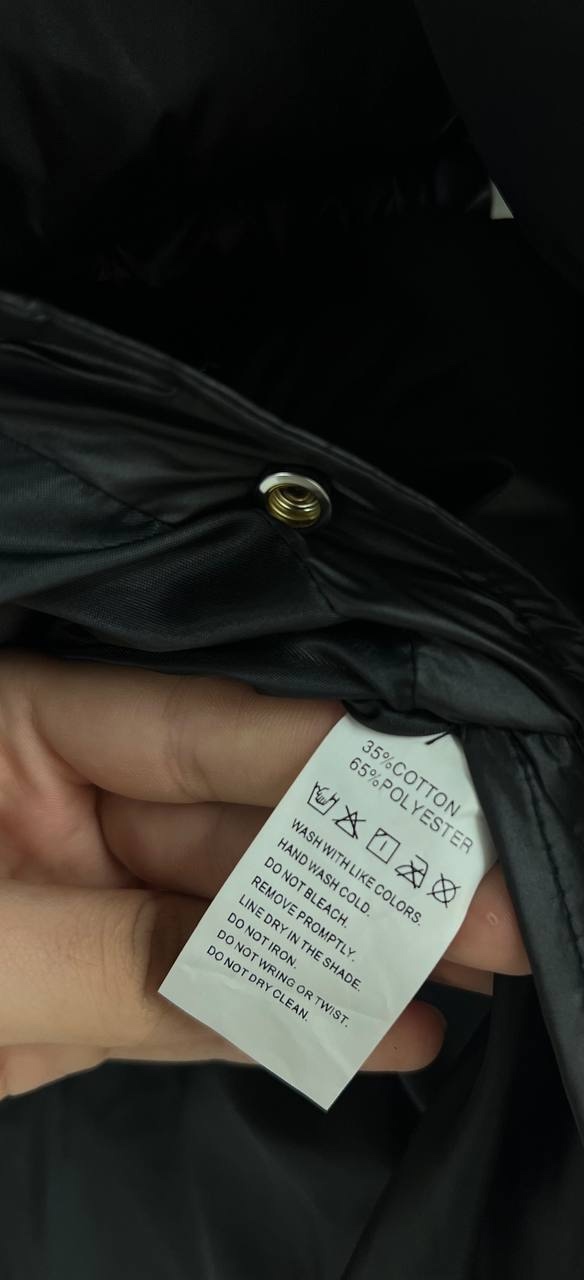 35%COTTON
65%POLYESTER
WASH WITH LIKE COLORS.
HAND WASH COLD.
DO NOT BLEACH.
REMOVE PROMPTLY.
LINE DRY IN THE SHADE.
DO NOT IRON.
DO NOT WRING OR TWIST.
DO NOT DRY CLEAN.